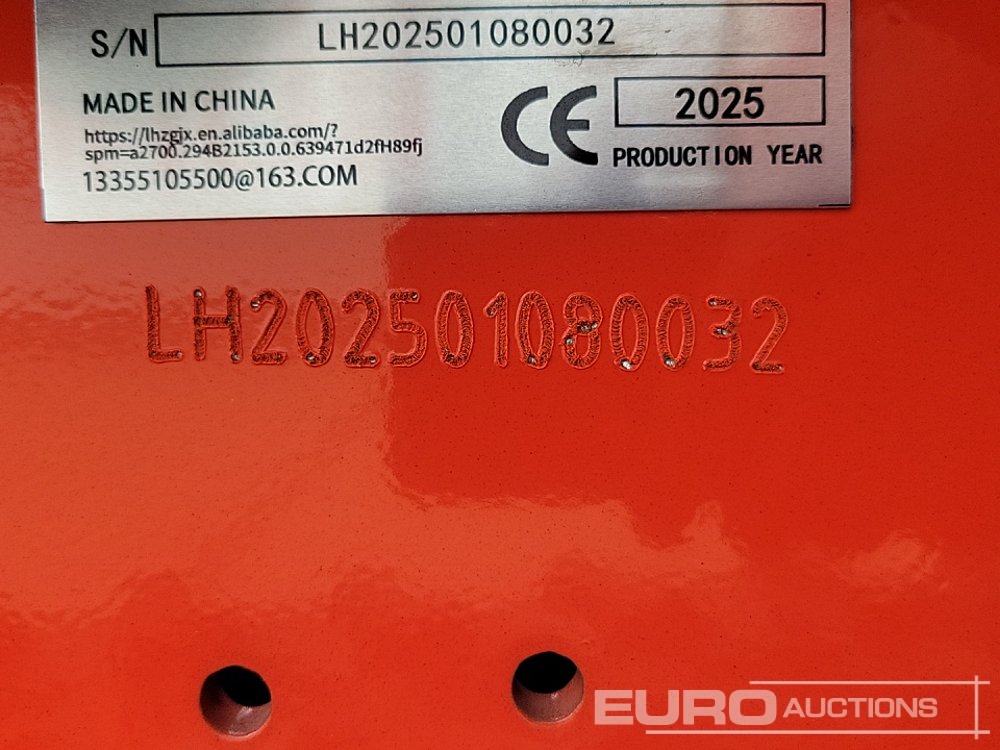 S/N LH202501080032
MADE IN CHINA
https://lhzgjx.en.alibaba.com/?
spm=a2700.294B2153.0.0.639471d2fH89fj
13355105500@163.COM
CE
2025
PRODUCTION YEAR
LH202501080032
EURO AUCTIONS